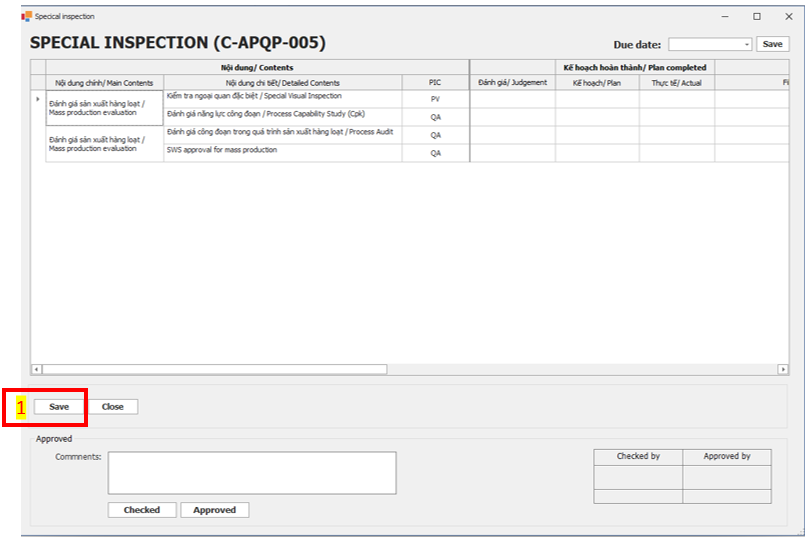 Specical inspection
SPECIAL INSPECTION (C-APQP-005)
Due date:
Save
Nội dung/ Contents
Kế hoạch hoàn thành/ Plan completed
Nội dung chính/ Main Contents
Nội dung chi tiết/ Detailed Contents
PIC
Đánh giá/ Judgement
Kế hoạch/ Plan
Thực tế/ Actual
Fi
Đánh giá sản xuất hàng loạt /
Mass production evaluation
Kiểm tra ngoại quan đặc biệt / Special Visual Inspection
PV
Đánh giá năng lực công đoạn / Process Capability Study (Cpk)
QA
Đánh giá sản xuất hàng loạt /
Mass production evaluation
Đánh giá công đoạn trong quá trình sản xuất hàng loạt / Process Audit
QA
SWS approval for mass production
QA
1
Save
Close
Approved
Commnents:
Checked by
Approved by
Checked
Approved